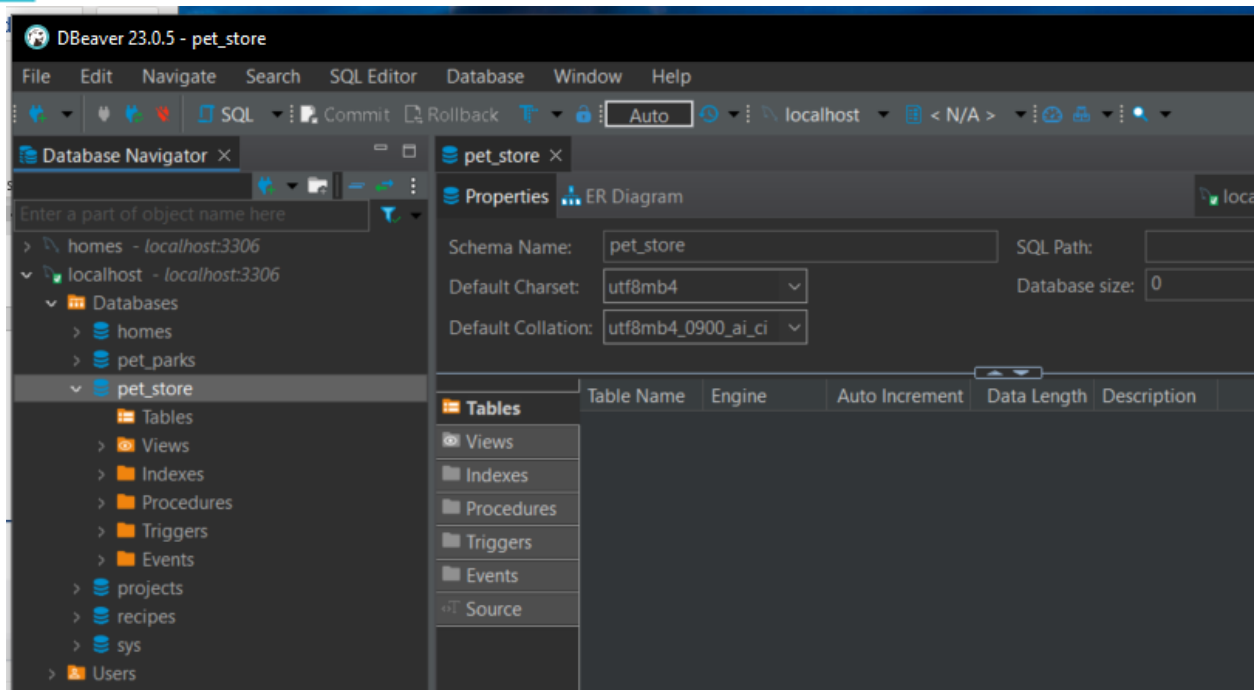 DBeaver 23.0.5 - pet_store
File Edit Navigate Search SQL Editor Database Window Help
SQL Commit Rollback Auto localhost < N/A >
Database Navigator
Enter a part of object name here
homes - localhost:3306
localhost - localhost:3306
Databases
homes
pet_parks
pet_store
Tables
Views
Indexes
Procedures
Triggers
Events
projects
recipes
sys
Users
pet_store
Properties ER Diagram
Schema Name: pet_store SQL Path:
Default Charset: utf8mb4 Database size: 0
Default Collation: utf8mb4_0900_ai_ci
Table Name Engine Auto Increment Data Length Description
Tables
Views
Indexes
Procedures
Triggers
Events
Source